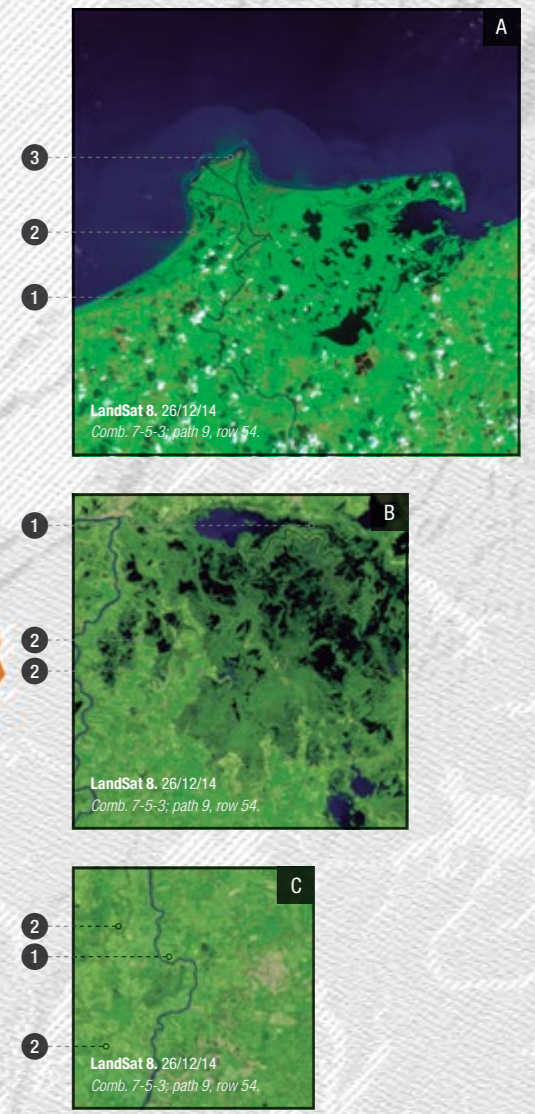 A
3
2
1
LandSat 8. 26/12/14
Comb. 7-5-3; path 9, row 54.
B
1
2
2
LandSat 8. 26/12/14
Comb. 7-5-3; path 9, row 54.
C
2
1
2
LandSat 8. 26/12/14
Comb. 7-5-3; path 9, row 54.